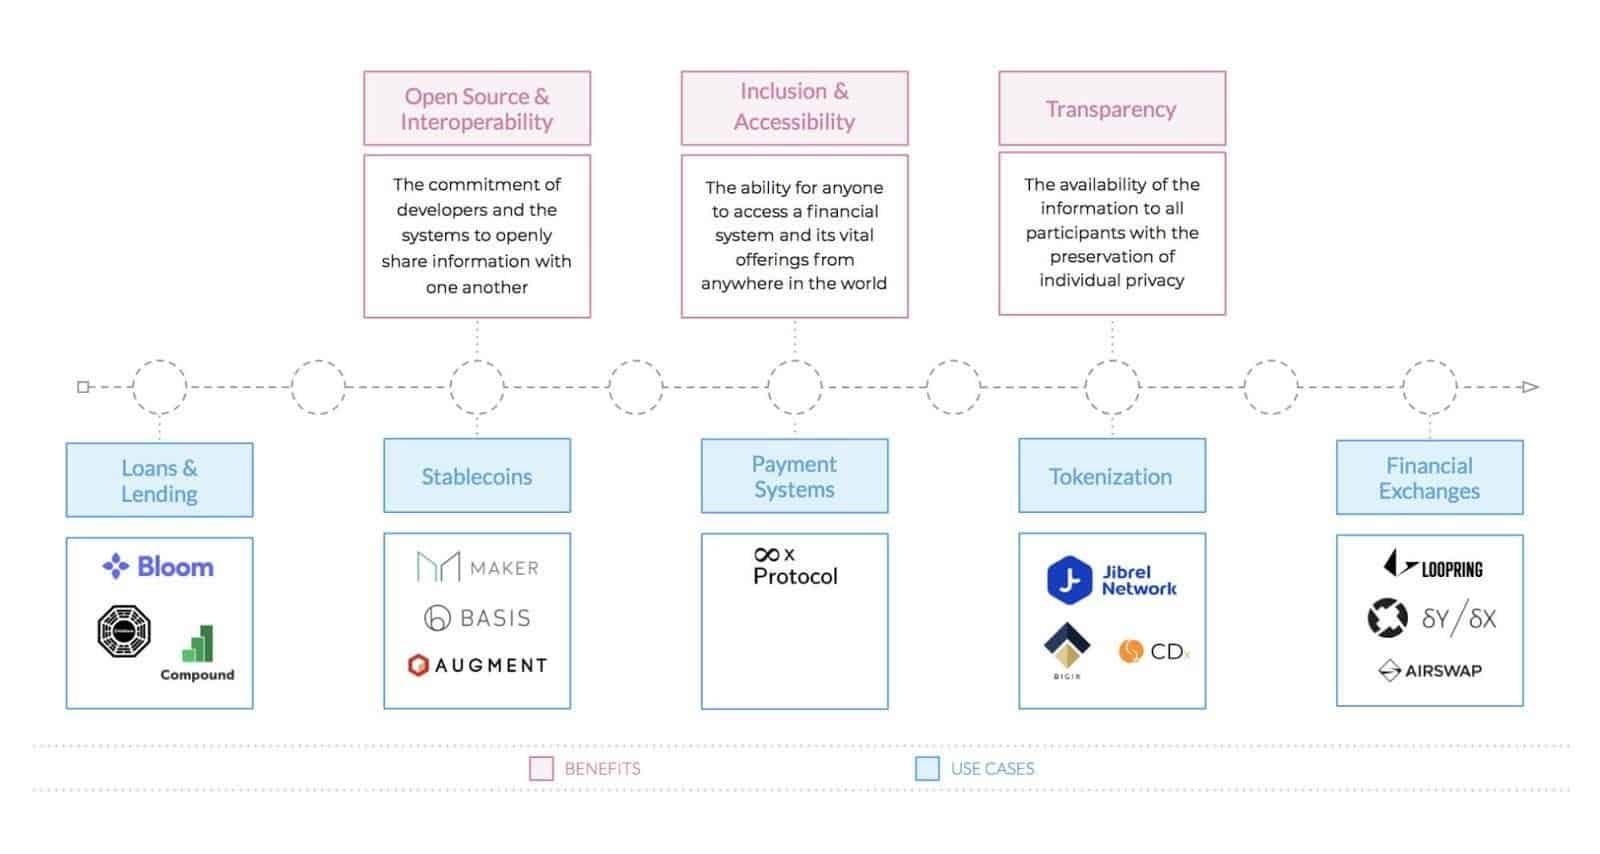 Open Source &
Interoperability
The commitment of
developers and the
systems to openly
share information with
one another
Inclusion &
Accessibility
The ability for anyone
to access a financial
system and its vital
offerings from
anywhere in the world
Transparency
The availability of the
information to all
participants with the
preservation of
individual privacy
Loans &
Lending
Bloom
Compound
Stablecoins
MAKER
BASIS
AUGMENT
Payment
Systems
x
Protocol
Tokenization
Jibrel
Network
CDx
Financial
Exchanges
LOOPRING
δY/δX
AIRSWAP
BENEFITS
USE CASES